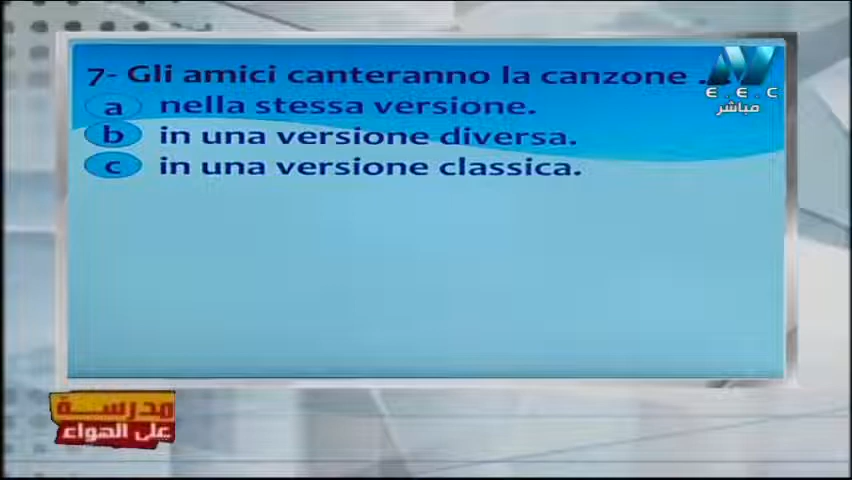 7- Gli amici canteranno la canzone .
a nella stessa versione.
b in una versione diversa.
c in una versione classica.
E . E . C
مباشر
مدرسة
على الهواء